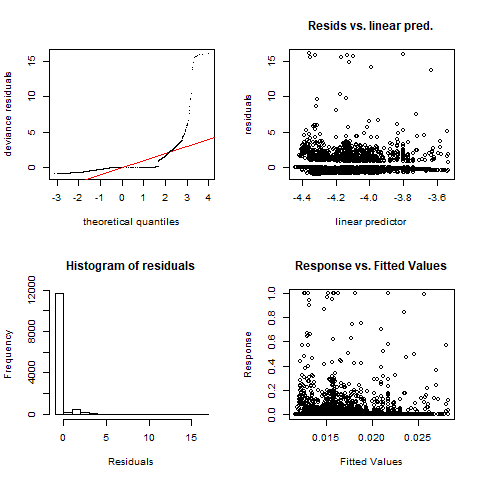 deviance residuals
15
10
5
0
-3 -2 -1 0 1 2 3 4
theoretical quantiles
Resids vs. linear pred.
residuals
15
10
5
0
-4.4 -4.2 -4.0 -3.8 -3.6
linear predictor
Histogram of residuals
Frequency
12000
8000
4000
0
0 5 10 15
Residuals
Response vs. Fitted Values
Response
1.0
0.8
0.6
0.4
0.2
0.0
0.015 0.020 0.025
Fitted Values